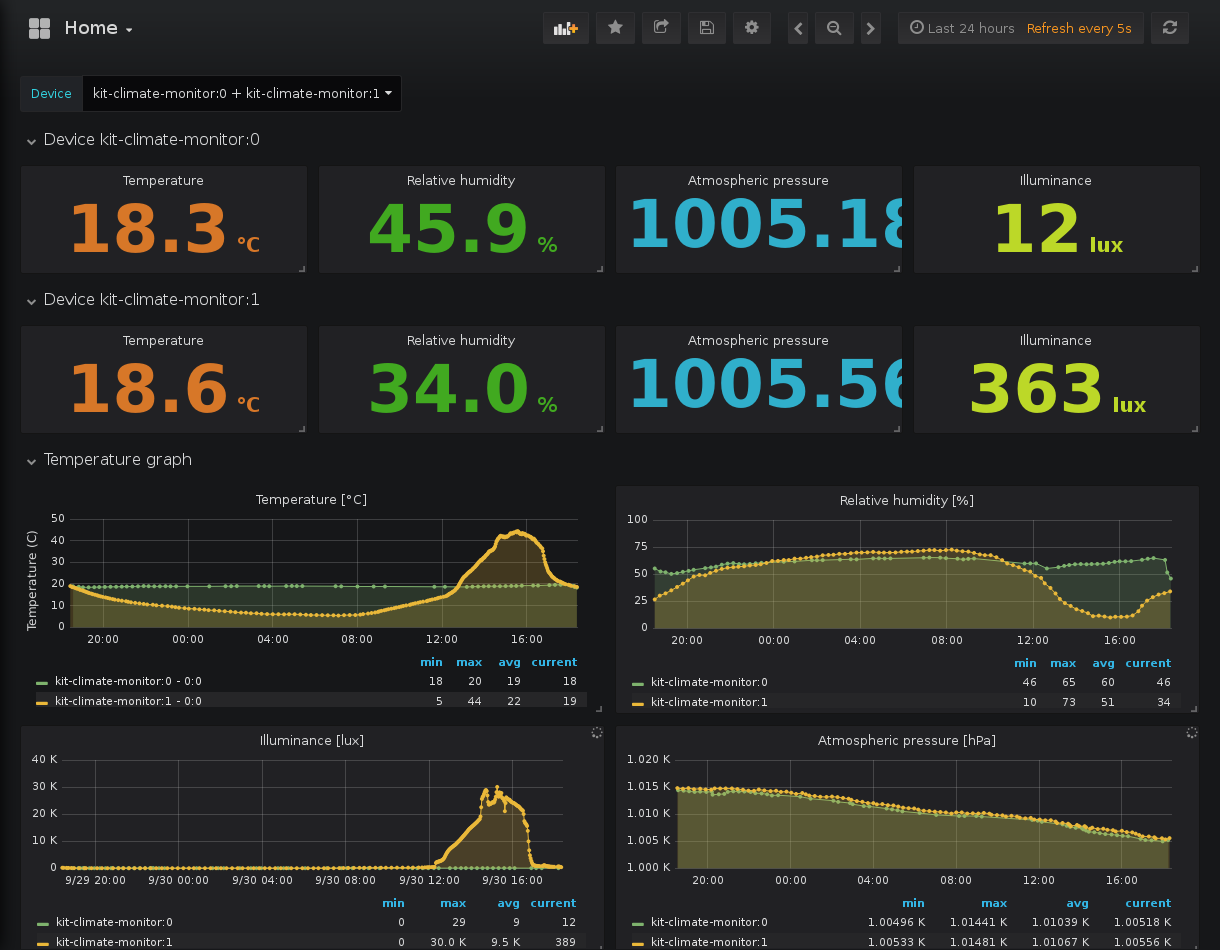 Home
Last 24 hours Refresh every 5s
Device kit-climate-monitor:0 + kit-climate-monitor:1
Device kit-climate-monitor:0
Temperature Relative humidity Atmospheric pressure Illuminance
18.3 °C 45.9 % 1005.18 12 lux
Device kit-climate-monitor:1
Temperature Relative humidity Atmospheric pressure Illuminance
18.6 °C 34.0 % 1005.56 363 lux
Temperature graph
Temperature [°C]
Temperature (C)
50
40
30
20
10
0
20:00 00:00 04:00 08:00 12:00 16:00
min max avg current
kit-climate-monitor:0 - 0:0 18 20 19 18
kit-climate-monitor:1 - 0:0 5 44 22 19
Relative humidity [%]
100
75
50
25
0
20:00 00:00 04:00 08:00 12:00 16:00
min max avg current
kit-climate-monitor:0 46 65 60 46
kit-climate-monitor:1 10 73 51 34
Illuminance [lux]
40 K
30 K
20 K
10 K
0
9/29 20:00 9/30 00:00 9/30 04:00 9/30 08:00 9/30 12:00 9/30 16:00
min max avg current
kit-climate-monitor:0 0 29 9 12
kit-climate-monitor:1 0 30.0 K 9.5 K 389
Atmospheric pressure [hPa]
1.020 K
1.015 K
1.010 K
1.005 K
1.000 K
20:00 00:00 04:00 08:00 12:00 16:00
min max avg current
kit-climate-monitor:0 1.00496 K 1.01441 K 1.01039 K 1.00518 K
kit-climate-monitor:1 1.00533 K 1.01481 K 1.01067 K 1.00556 K